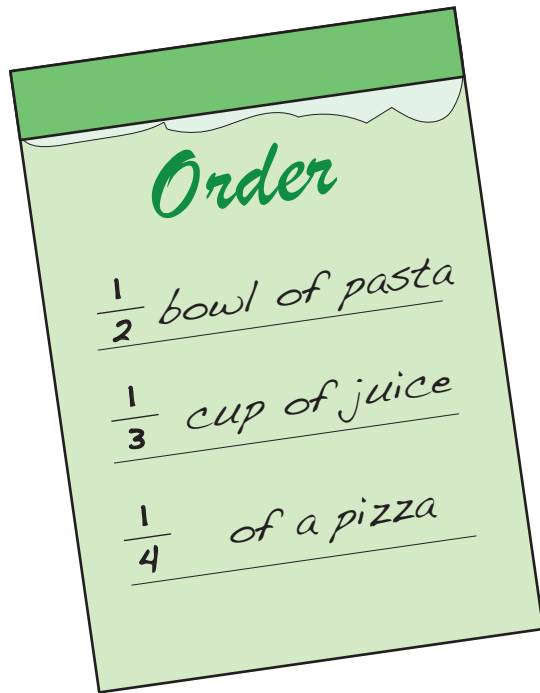 Order
1/2 bowl of pasta
1/3 cup of juice
1/4 of a pizza